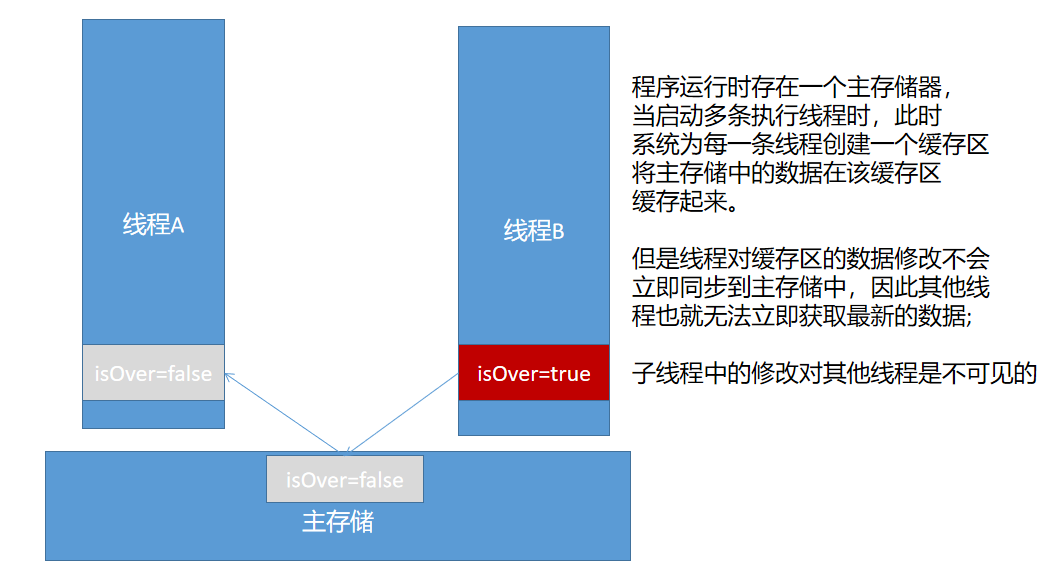 线程A
线程B
isOver=false
isOver=true
isOver=false
主存储
程序运行时存在一个主存储器，
当启动多条执行线程时，此时
系统为每一条线程创建一个缓存区
将主存储中的数据在该缓存区
缓存起来。
但是线程对缓存区的数据修改不会
立即同步到主存储中，因此其他线
程也就无法立即获取最新的数据;
子线程中的修改对其他线程是不可见的